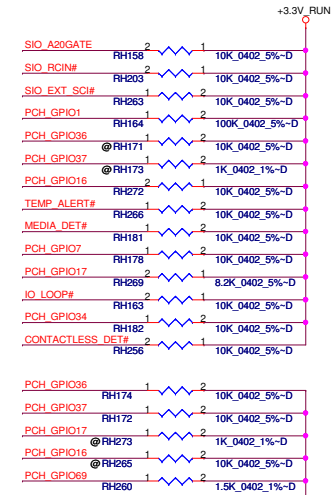 +3.3V_RUN
SIO_A20GATE 2 1
RH158 10K_0402_5%~D
SIO_RCIN# 2 1
RH203 10K_0402_5%~D
SIO_EXT_SCI# 2 1
RH263 10K_0402_5%~D
PCH_GPIO1 2 1
RH164 100K_0402_5%~D
PCH_GPIO36 1 2
@RH171 10K_0402_5%~D
PCH_GPIO37 1 2
@RH173 1K_0402_1%~D
PCH_GPIO16 2 1
RH272 10K_0402_5%~D
TEMP_ALERT# 1 2
RH266 10K_0402_5%~D
MEDIA_DET# 1 2
RH181 10K_0402_5%~D
PCH_GPIO7 1 2
RH178 10K_0402_5%~D
PCH_GPIO17 2 1
RH269 8.2K_0402_5%~D
IO_LOOP# 2 1
RH163 10K_0402_5%~D
PCH_GPIO34 1 2
RH182 10K_0402_5%~D
CONTACTLESS_DET# 2 1
RH256 10K_0402_5%~D
PCH_GPIO36 1 2
RH174 10K_0402_5%~D
PCH_GPIO37 1 2
RH172 10K_0402_5%~D
PCH_GPIO17 1 2
@RH273 1K_0402_1%~D
PCH_GPIO16 1 2
@RH265 10K_0402_5%~D
PCH_GPIO69 1 2
RH260 1.5K_0402_1%~D